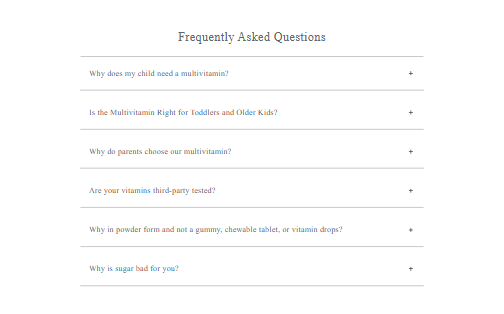 Frequently Asked Questions
Why does my child need a multivitamin? +
Is the Multivitamin Right for Toddlers and Older Kids? +
Why do parents choose our multivitamin? +
Are your vitamins third-party tested? +
Why in powder form and not a gummy, chewable tablet, or vitamin drops? +
Why is sugar bad for you? +